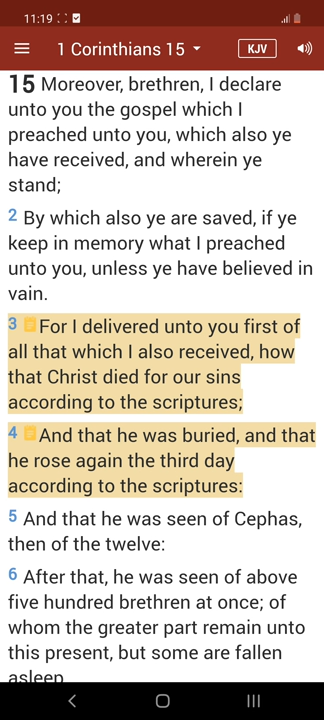 11:19
1 Corinthians 15
KJV
15 Moreover, brethren, I declare
unto you the gospel which I
preached unto you, which also ye
have received, and wherein ye
stand;
2 By which also ye are saved, if ye
keep in memory what I preached
unto you, unless ye have believed in
vain.
3 For I delivered unto you first of
all that which I also received, how
that Christ died for our sins
according to the scriptures;
4 And that he was buried, and that
he rose again the third day
according to the scriptures:
5 And that he was seen of Cephas,
then of the twelve:
6 After that, he was seen of above
five hundred brethren at once; of
whom the greater part remain unto
this present, but some are fallen
asleep